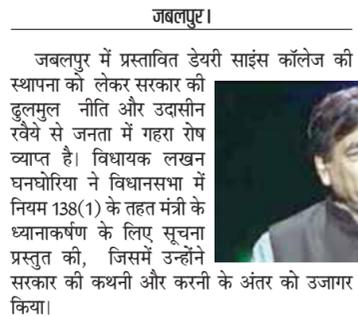 जबलपुर।
जबलपुर में प्रस्तावित डेयरी साइंस कॉलेज की
स्थापना को लेकर सरकार की
ढुलमुल नीति और उदासीन
रवैये से जनता में गहरा रोष
व्याप्त है। विधायक लखन
घनघोरिया ने विधानसभा में
नियम 138(1) के तहत मंत्री के
ध्यानाकर्षण के लिए सूचना
प्रस्तुत की, जिसमें उन्होंने
सरकार की कथनी और करनी के अंतर को उजागर
किया।